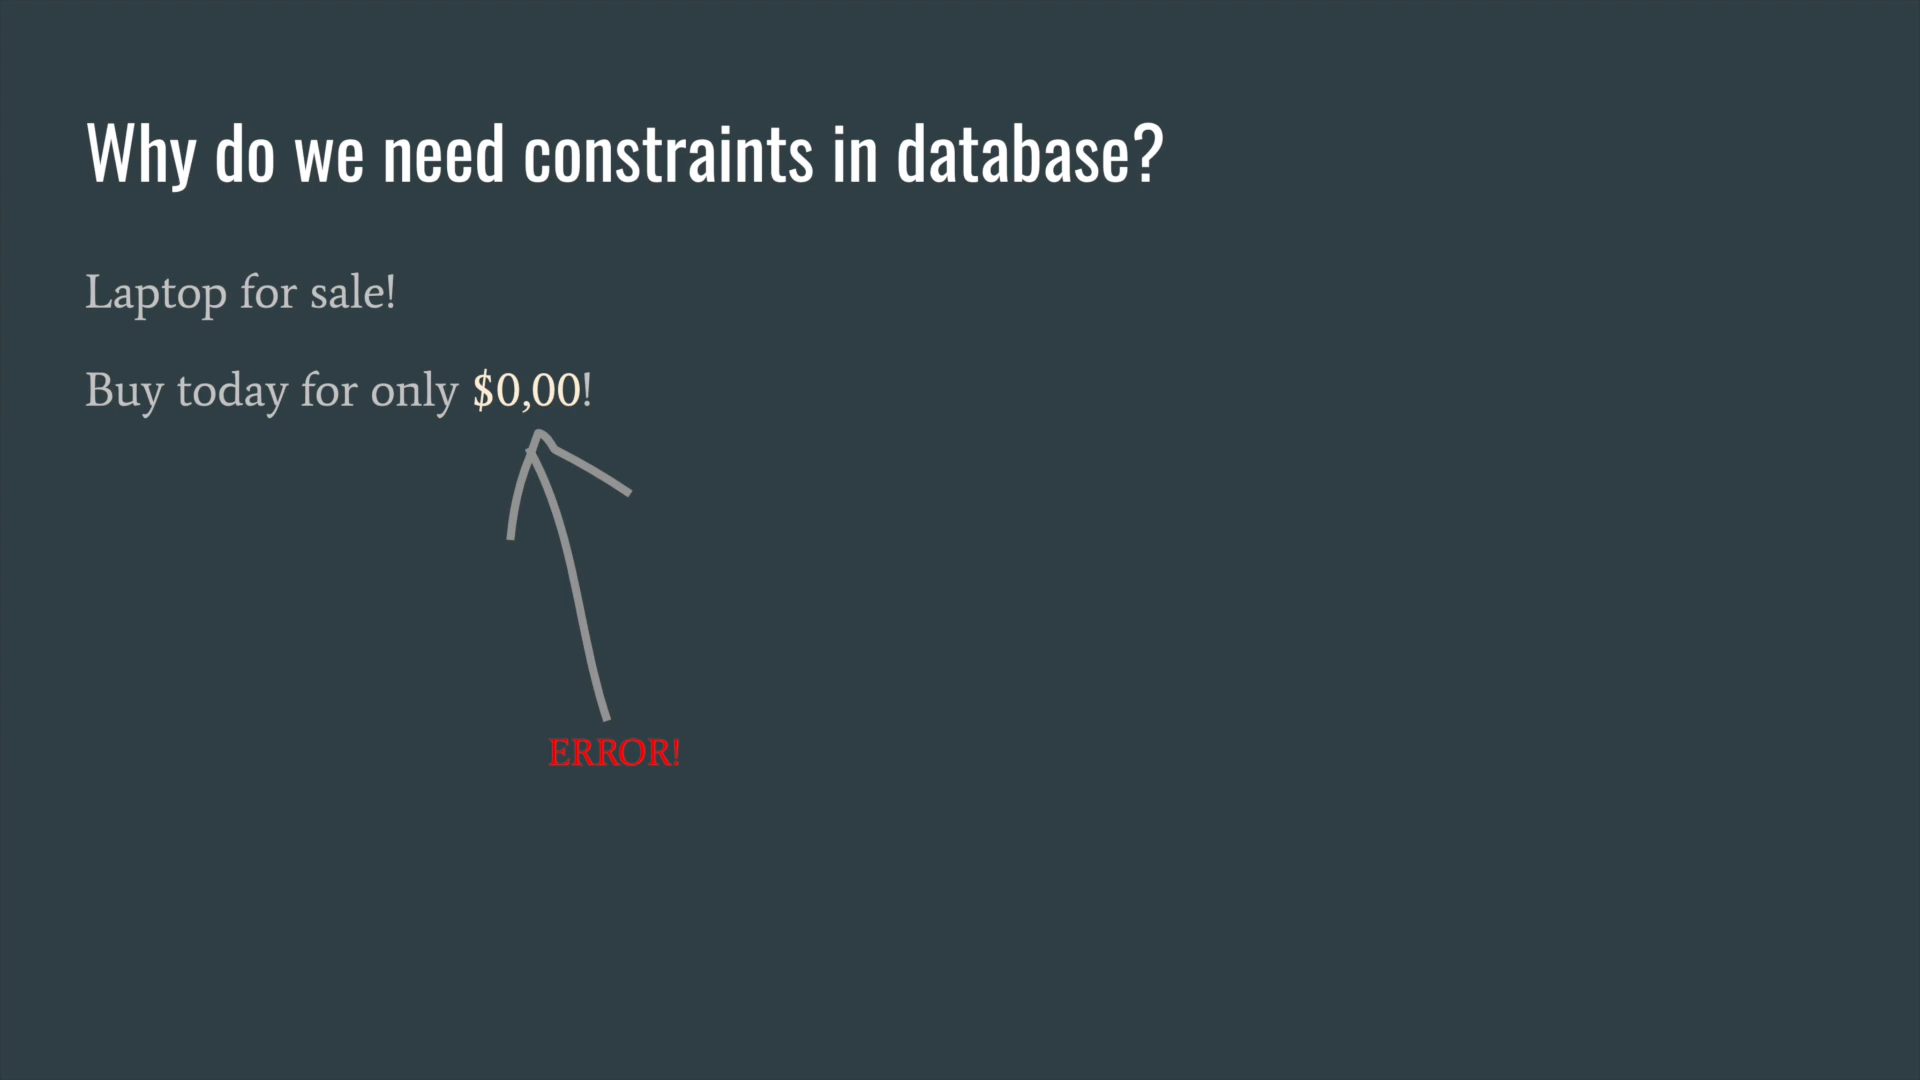 Why do we need constraints in database?
Laptop for sale!
Buy today for only $0,00!
ERROR!